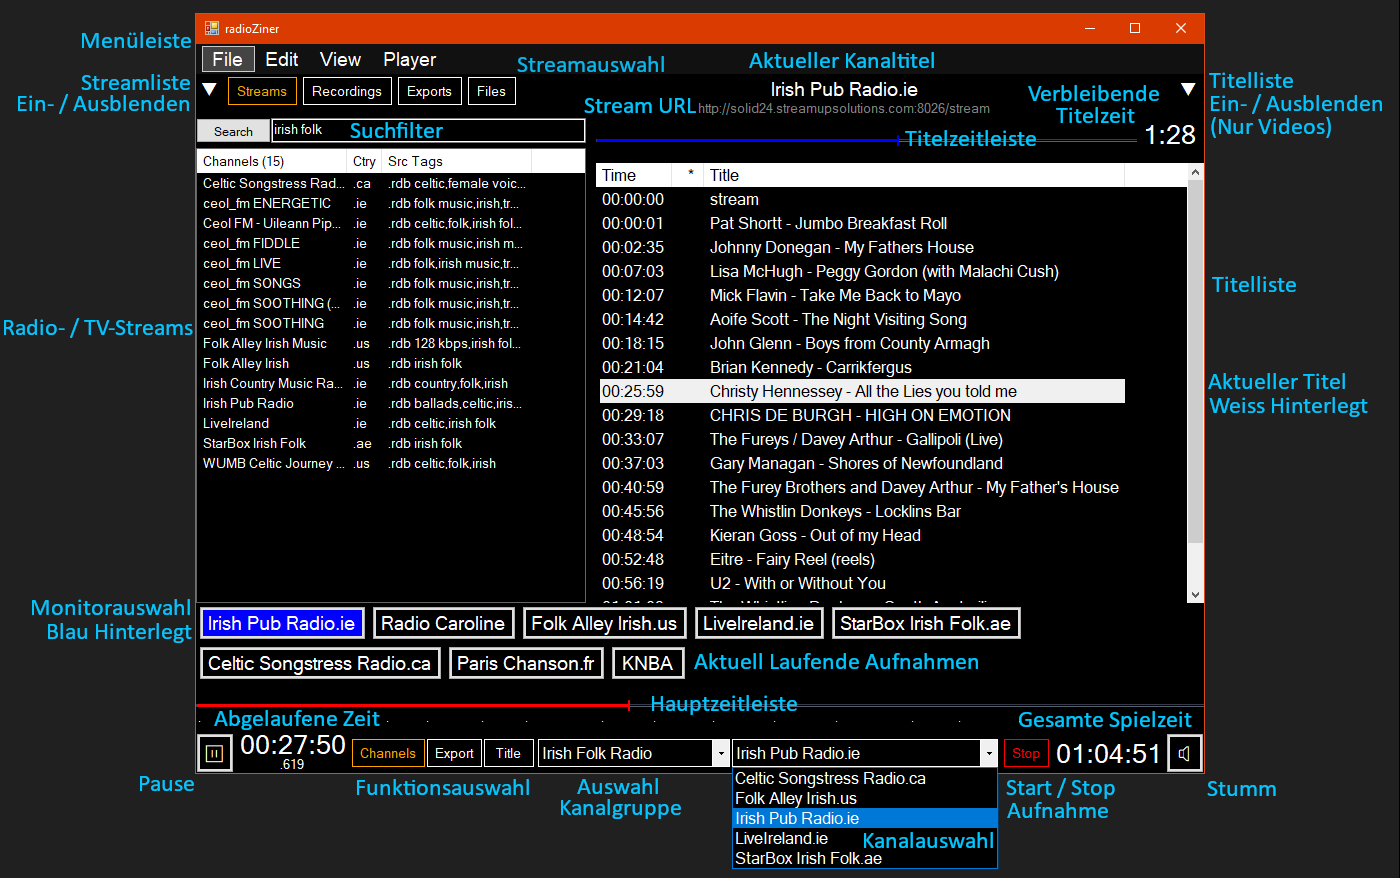 radioZiner
Menüleiste
File Edit View Player
Streamauswahl
Aktueller Kanaltitel
Streamliste
Ein- / Ausblenden
Streams Recordings Exports Files
Irish Pub Radio.ie
Stream URL http://solid24.streamupsolutions.com:8026/stream
Verbleibende
Titelzeit
Titelliste
Ein- / Ausblenden
(Nur Videos)
Search irish folk Suchfilter
Titelzeitleiste
1:28
Channels (15) Ctry Src Tags
Celtic Songstress Rad... .ca .rdb celtic,female voic...
ceol_fm ENERGETIC .ie .rdb folk music,irish,tr...
Ceol FM - Uileann Pip... .ie .rdb celtic,folk,irish fol...
ceol_fm FIDDLE .ie .rdb folk music,irish m...
ceol_fm LIVE .ie .rdb folk,irish music,tr...
ceol_fm SONGS .ie .rdb folk music,irish,tr...
ceol_fm SOOTHING (... .ie .rdb folk music,irish,tr...
ceol_fm SOOTHING .ie .rdb folk music,irish,tr...
Folk Alley Irish Music .us .rdb 128 kbps,irish fol...
Folk Alley Irish .us .rdb irish folk
Irish Country Music Ra... .ie .rdb country,folk,irish
Irish Pub Radio .ie .rdb ballads,celtic,iris...
LiveIreland .ie .rdb celtic,irish folk
StarBox Irish Folk .ae .rdb irish folk
WUMB Celtic Journey ... .us .rdb celtic,folk,irish
Radio- / TV-Streams
Time * Title
00:00:00 stream
00:00:01 Pat Shortt - Jumbo Breakfast Roll
00:02:35 Johnny Donegan - My Fathers House
00:07:03 Lisa McHugh - Peggy Gordon (with Malachi Cush)
00:12:07 Mick Flavin - Take Me Back to Mayo
00:14:42 Aoife Scott - The Night Visiting Song
00:18:15 John Glenn - Boys from County Armagh
00:21:04 Brian Kennedy - Carrikfergus
00:25:59 Christy Hennessey - All the Lies you told me
00:29:18 CHRIS DE BURGH - HIGH ON EMOTION
00:33:07 The Fureys / Davey Arthur - Gallipoli (Live)
00:37:03 Gary Managan - Shores of Newfoundland
00:40:59 The Furey Brothers and Davey Arthur - My Father's House
00:45:56 The Whistlin Donkeys - Locklins Bar
00:48:54 Kieran Goss - Out of my Head
00:52:48 Eitre - Fairy Reel (reels)
00:56:19 U2 - With or Without You
Titelliste
Aktueller Titel
Weiss Hinterlegt
Monitorauswahl
Blau Hinterlegt
Irish Pub Radio.ie Radio Caroline Folk Alley Irish.us LiveIreland.ie StarBox Irish Folk.ae
Celtic Songstress Radio.ca Paris Chanson.fr KNBA Aktuell Laufende Aufnahmen
Hauptzeitleiste
Abgelaufene Zeit
Gesamte Spielzeit
00:27:50
.619
Channels Export Title Irish Folk Radio Irish Pub Radio.ie Stop 01:04:51
Celtic Songstress Radio.ca
Folk Alley Irish.us
Irish Pub Radio.ie
LiveIreland.ie
StarBox Irish Folk.ae
Kanalauswahl
Pause
Funktionsauswahl
Auswahl
Kanalgruppe
Start / Stop
Aufnahme
Stumm